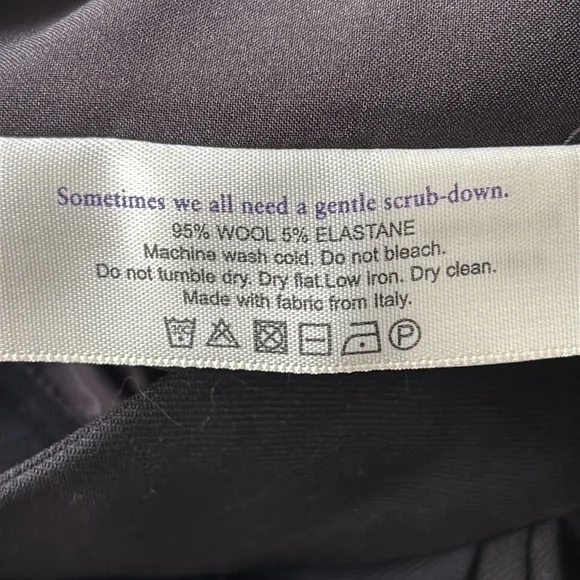 Sometimes we all need a gentle scrub-down.
95% WOOL 5% ELASTANE
Machine wash cold. Do not bleach.
Do not tumble dry. Dry flat.Low iron. Dry clean.
Made with fabric from Italy.
P